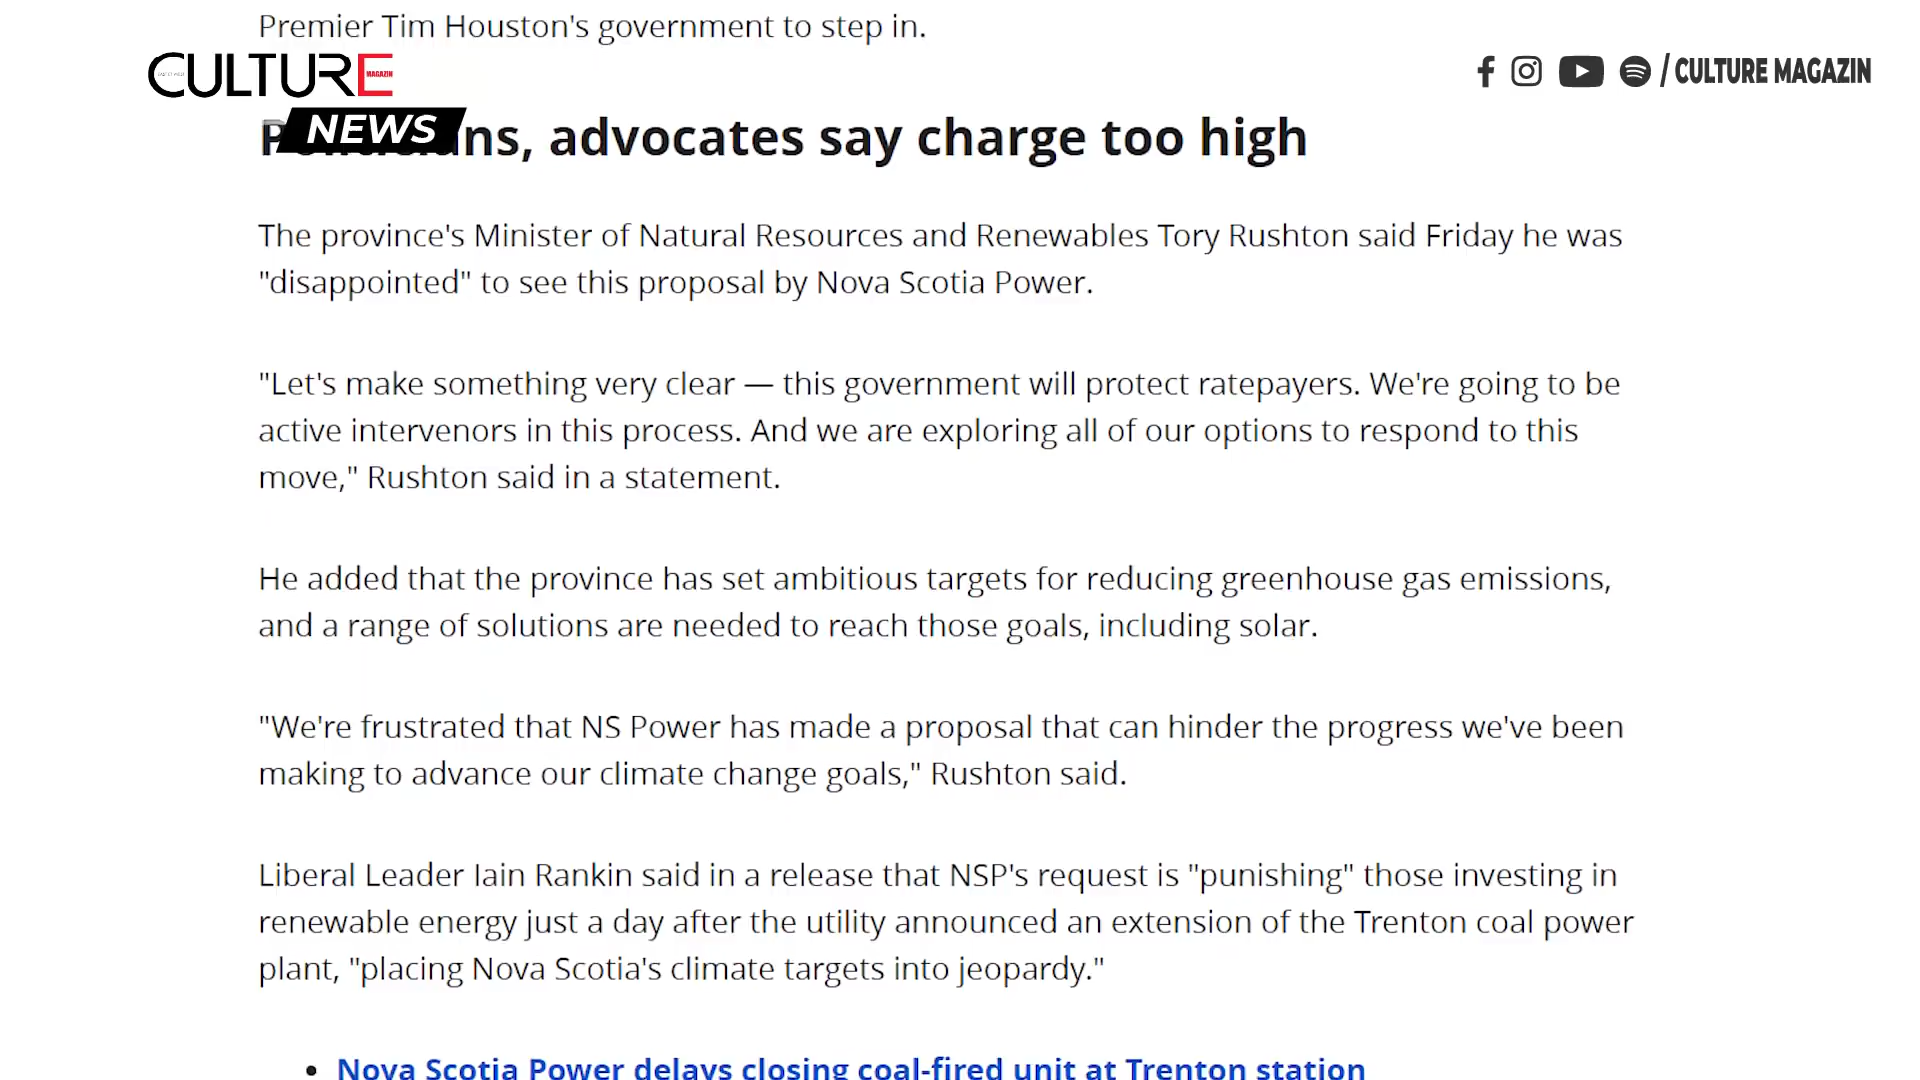 Premier Tim Houston's government to step in.
CULTURE
MAGAZIN
NEWS
/ CULTURE MAGAZIN
advocates say charge too high
The province's Minister of Natural Resources and Renewables Tory Rushton said Friday he was
"disappointed" to see this proposal by Nova Scotia Power.
"Let's make something very clear — this government will protect ratepayers. We're going to be
active intervenors in this process. And we are exploring all of our options to respond to this
move," Rushton said in a statement.
He added that the province has set ambitious targets for reducing greenhouse gas emissions,
and a range of solutions are needed to reach those goals, including solar.
"We're frustrated that NS Power has made a proposal that can hinder the progress we've been
making to advance our climate change goals," Rushton said.
Liberal Leader Iain Rankin said in a release that NSP's request is "punishing" those investing in
renewable energy just a day after the utility announced an extension of the Trenton coal power
plant, "placing Nova Scotia's climate targets into jeopardy."
• Nova Scotia Power delays closing coal-fired unit at Trenton station